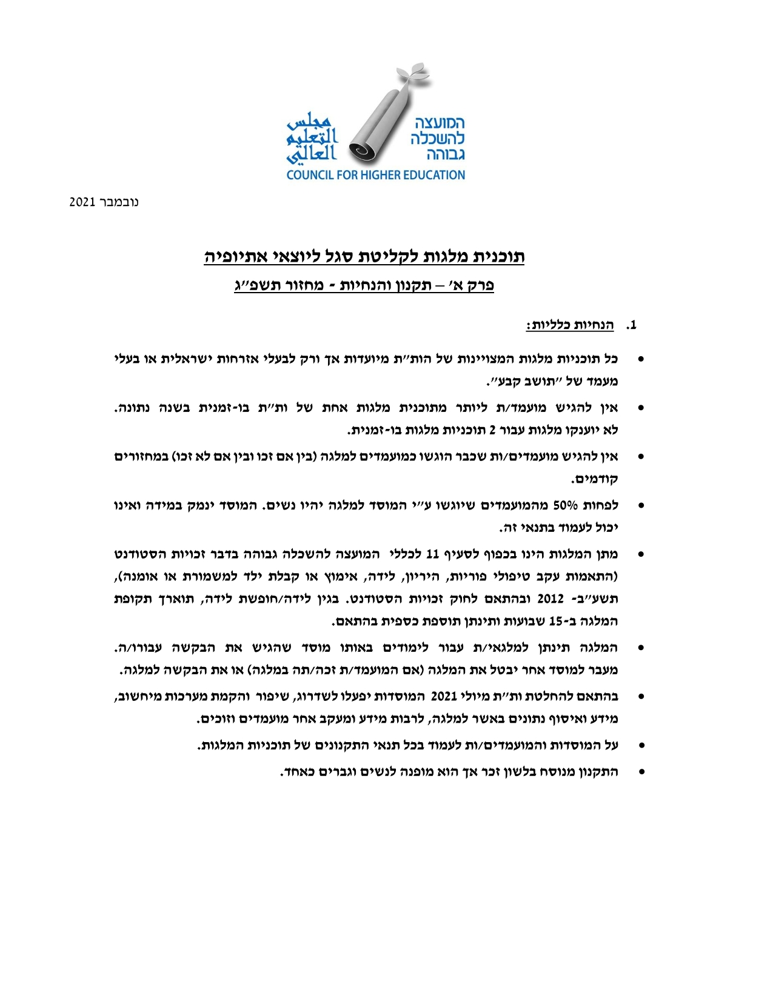 المجلس
التعليم
العالي
המועצה
להשכלה
גבוהה
COUNCIL FOR HIGHER EDUCATION
נובמבר 2021
תוכנית מלגות לקליטת סגל ליוצאי אתיופיה
פרק א' – תקנון והנחיות - מחזור תשפ"ג
1. הנחיות כלליות:
• כל תוכניות מלגות המצויינות של הות"ת מיועדות אך ורק לבעלי אזרחות ישראלית או בעלי
מעמד של "תושב קבע".
• אין להגיש מועמד/ת ליותר מתוכנית מלגות אחת של ות"ת בו-זמנית בשנה נתונה.
לא יוענקו מלגות עבור 2 תוכניות מלגות בו-זמנית.
• אין להגיש מועמדים/ות שכבר הוגשו כמועמדים למלגה (בין אם זכו ובין אם לא זכו) במחזורים
קודמים.
• לפחות 50% מהמועמדים שיוגשו ע"י המוסד למלגה יהיו נשים. המוסד ינמק במידה ואינו
יכול לעמוד בתנאי זה.
• מתן המלגות הינו בכפוף לסעיף 11 לכללי המועצה להשכלה גבוהה בדבר זכויות הסטודנט
(התאמות עקב טיפולי פוריות, היריון, לידה, אימוץ או קבלת ילד למשמורת או אומנה),
תשע"ב- 2012 ובהתאם לחוק זכויות הסטודנט. בגין לידה/חופשת לידה, תוארך תקופת
המלגה ב-15 שבועות ותינתן תוספת כספית בהתאם.
• המלגה תינתן למלגאי/ת עבור לימודים באותו מוסד שהגיש את הבקשה עבורו/ה.
מעבר למוסד אחר יבטל את המלגה (אם המועמד/ת זכה/תה במלגה) או את הבקשה למלגה.
• בהתאם להחלטת ות"ת מיולי 2021 המוסדות יפעלו לשדרוג, שיפור והקמת מערכות מיחשוב,
מידע ואיסוף נתונים באשר למלגה, לרבות מידע ומעקב אחר מועמדים וזוכים.
• על המוסדות והמועמדים/ות לעמוד בכל תנאי התקנונים של תוכניות המלגות.
• התקנון מנוסח בלשון זכר אך הוא מופנה לנשים וגברים כאחד.